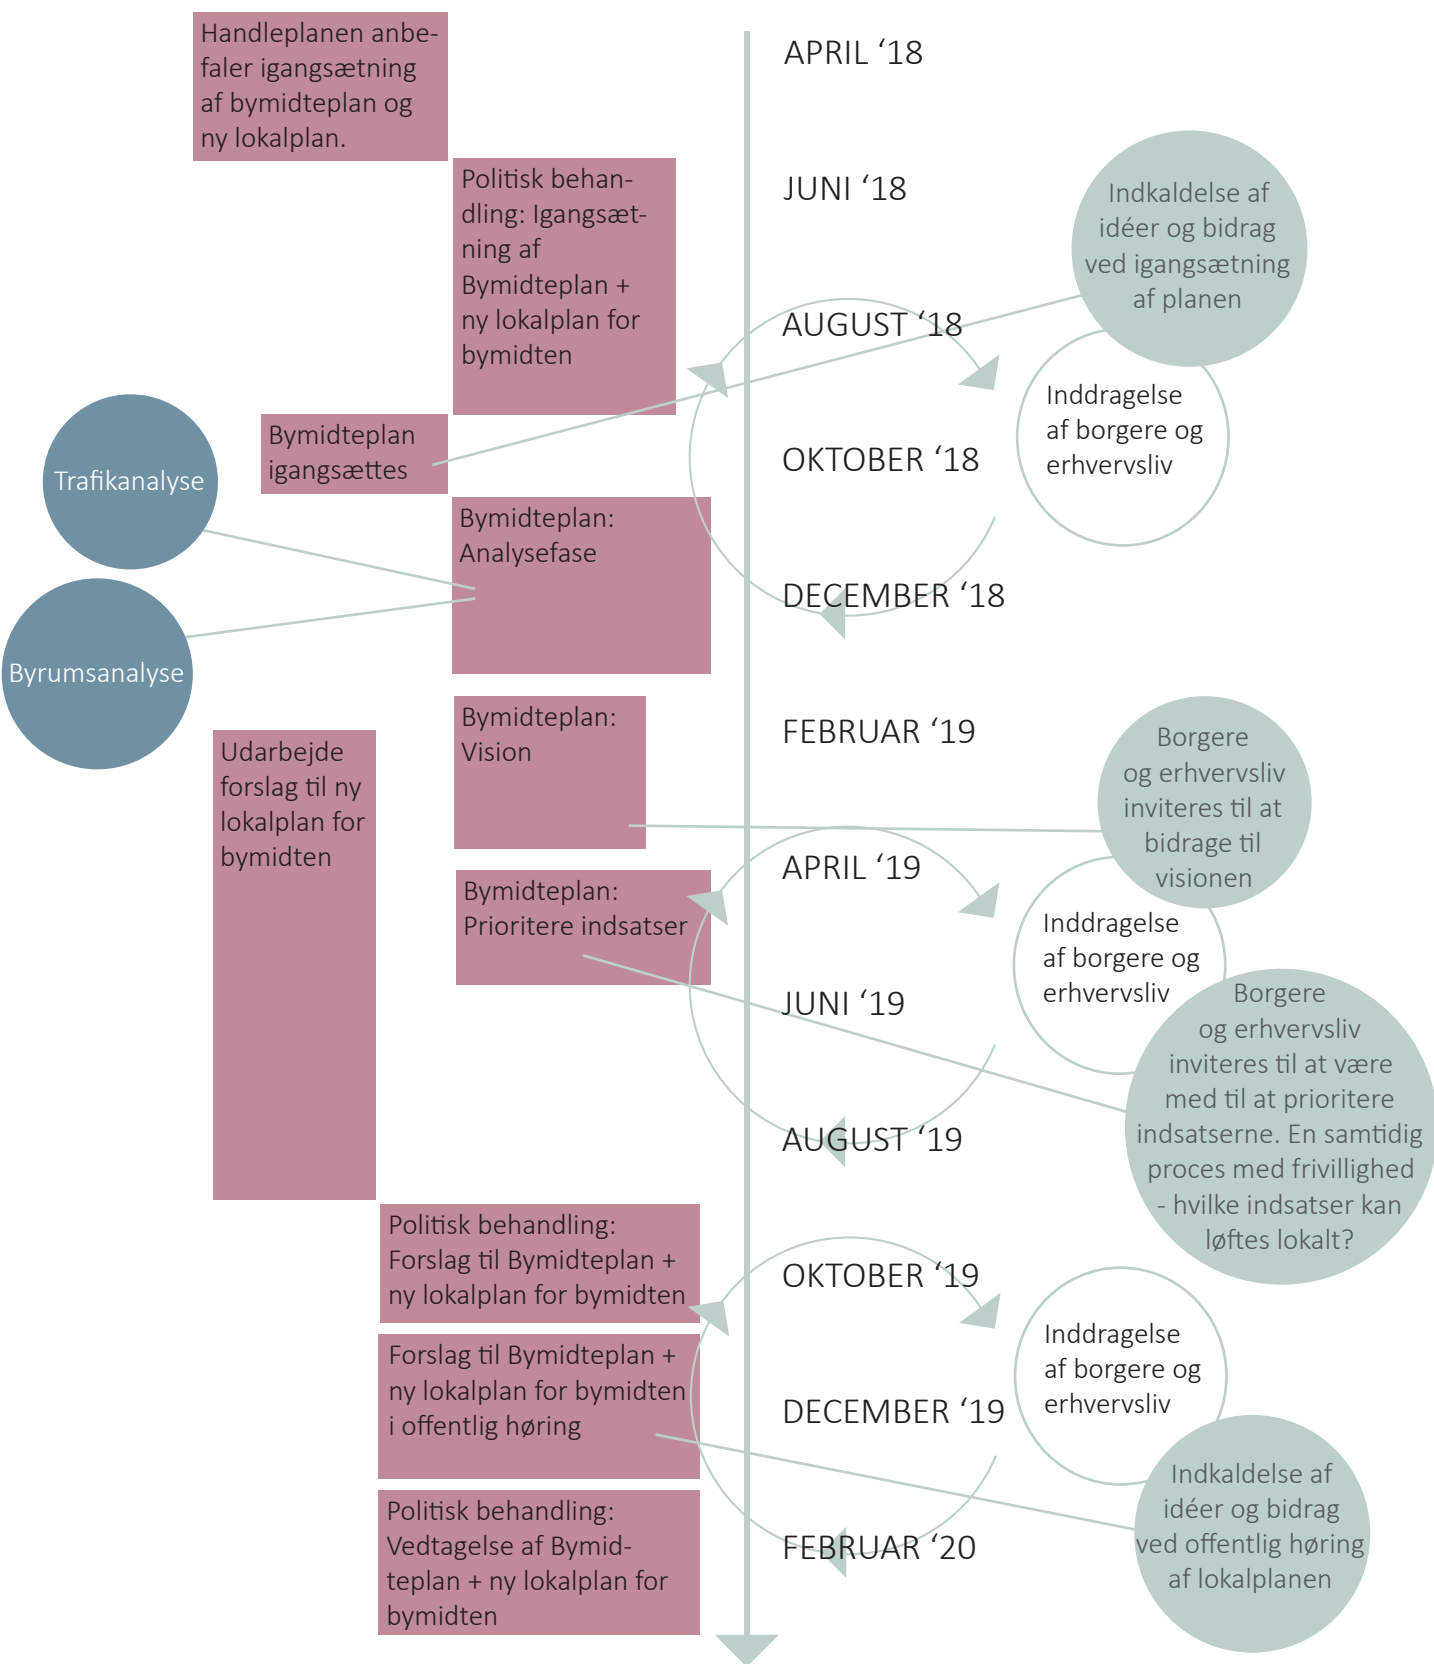 Handleplanen anbe-
faler igangsætning
af bymidteplan og
ny lokalplan.
APRIL ‘18
Politisk behan-
dling: Igangsæt-
ning af
Bymidteplan +
ny lokalplan for
bymidten
JUNI ‘18
Indkaldelse af
idéer og bidrag
ved igangsætning
af planen
AUGUST ‘18
Inddragelse
af borgere og
erhvervsliv
Bymidteplan
igangsættes
OKTOBER ‘18
Trafikanalyse
Bymidteplan:
Analysefase
DECEMBER ‘18
Byrumsanalyse
Bymidteplan:
Vision
FEBRUAR ‘19
Udarbejde
forslag til ny
lokalplan for
bymidten
Borgere
og erhvervsliv
inviteres til at
bidrage til
visionen
APRIL ‘19
Bymidteplan:
Prioritere indsatser
Inddragelse
af borgere og
erhvervsliv
JUNI ‘19
Borgere
og erhvervsliv
inviteres til at være
med til at prioritere
indsatserne. En samtidig
proces med frivillighed
- hvilke indsatser kan
løftes lokalt?
AUGUST ‘19
Politisk behandling:
Forslag til Bymidteplan +
ny lokalplan for bymidten
OKTOBER ‘19
Inddragelse
af borgere og
erhvervsliv
Forslag til Bymidteplan +
ny lokalplan for bymidten
i offentlig høring
DECEMBER ‘19
Indkaldelse af
idéer og bidrag
ved offentlig høring
af lokalplanen
Politisk behandling:
Vedtagelse af Bymid-
teplan + ny lokalplan for
bymidten
FEBRUAR ‘20